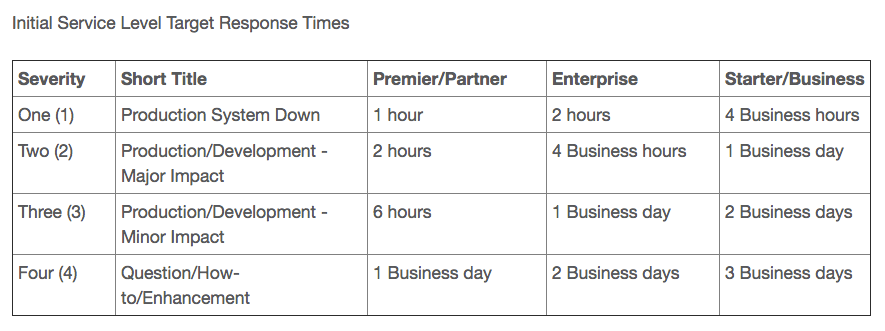 Initial Service Level Target Response Times
Severity Short Title Premier/Partner Enterprise Starter/Business
One (1) Production System Down 1 hour 2 hours 4 Business hours
Two (2) Production/Development - 2 hours 4 Business hours 1 Business day
Major Impact
Three (3) Production/Development - 6 hours 1 Business day 2 Business days
Minor Impact
Four (4) Question/How- 1 Business day 2 Business days 3 Business days
to/Enhancement